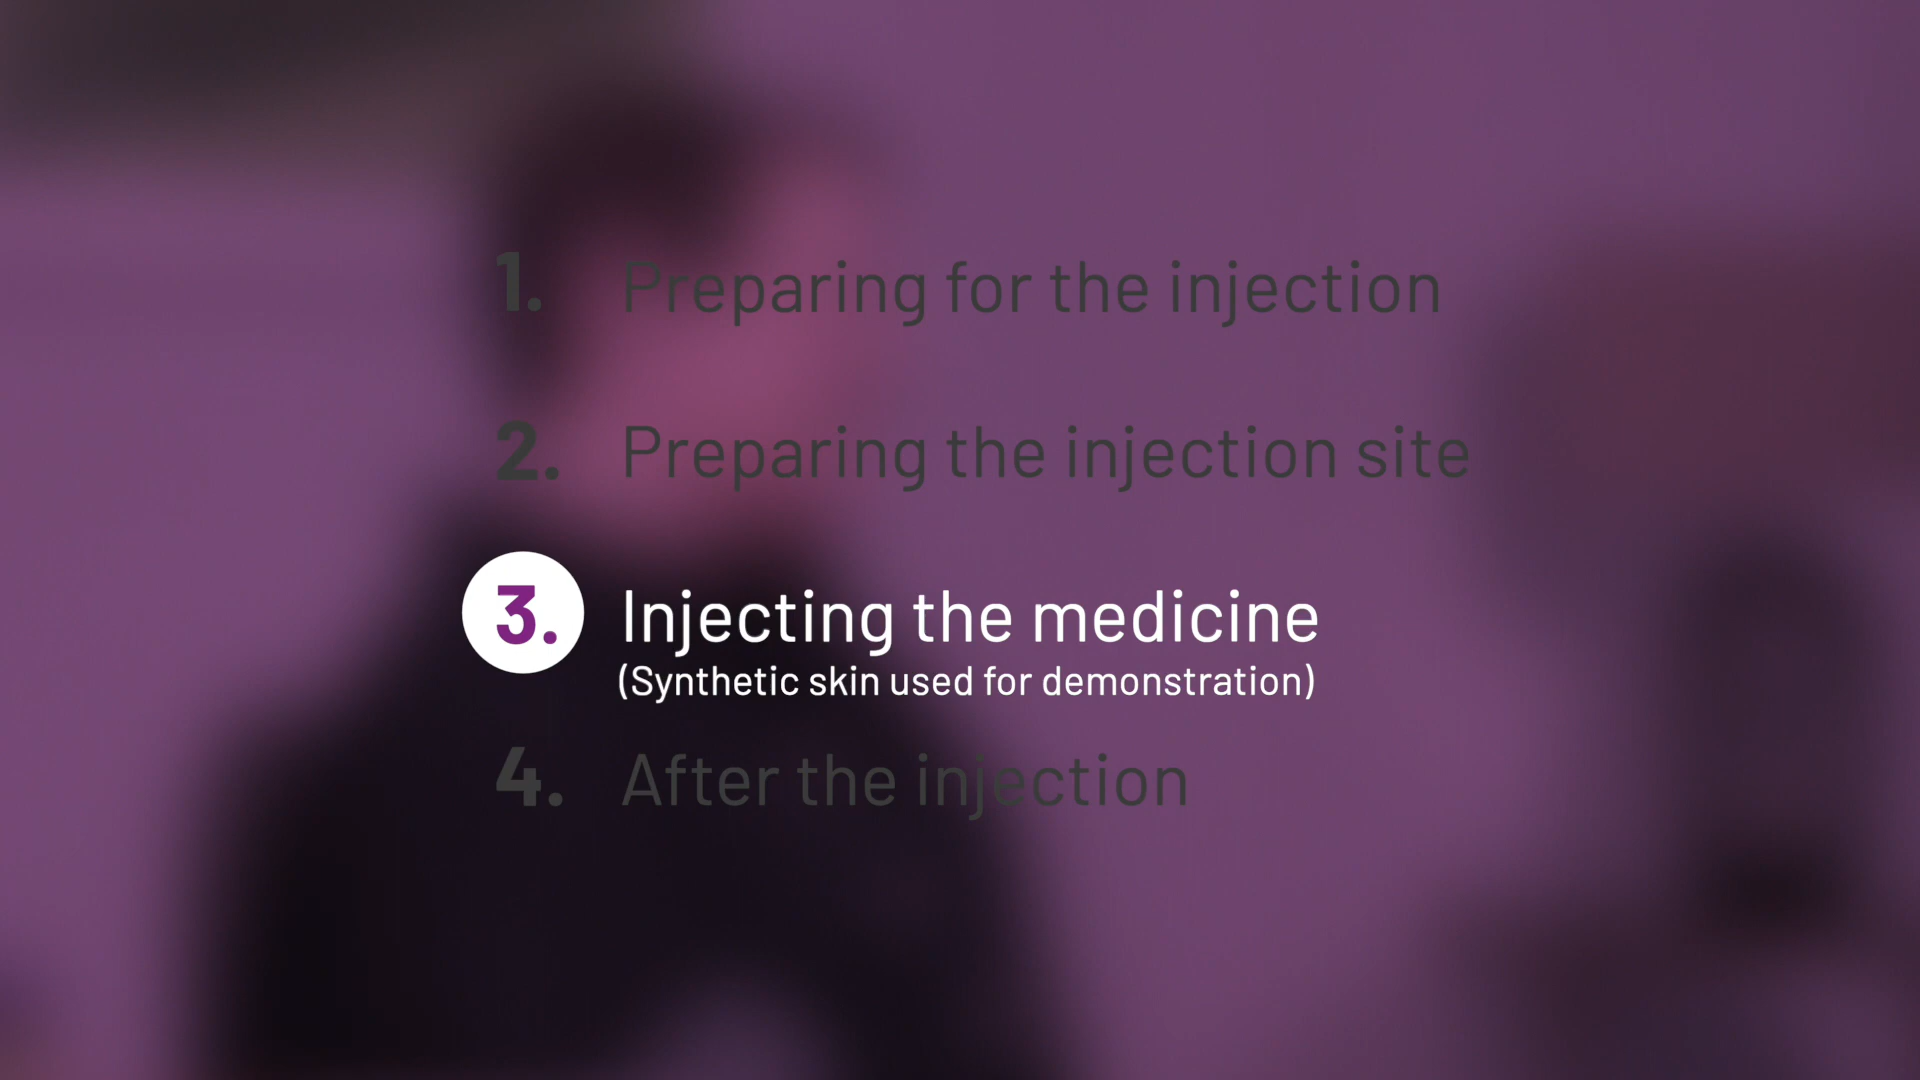 1. Preparing for the injection
2. Preparing the injection site
3. Injecting the medicine
(Synthetic skin used for demonstration)
4. After the injection